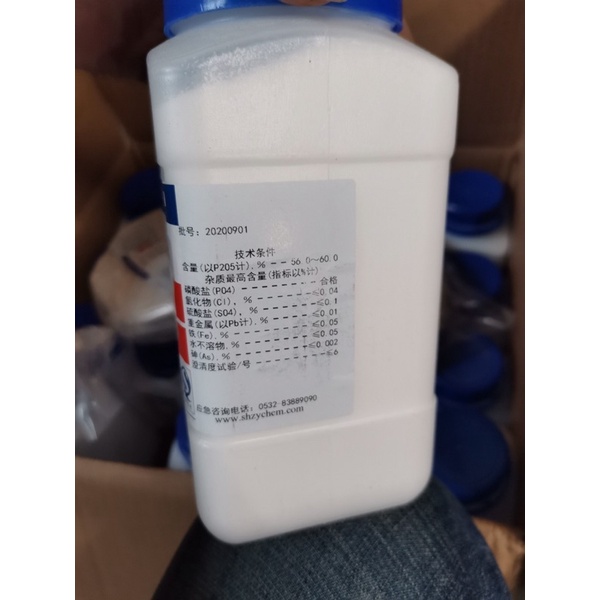 批号: 20200901
技术条件
含量(以P205计),% -- 56.0~60.0
杂质最高含量(指标以%计)
磷酸盐(PO4) ---------- 合格
氯化物(Cl), % ---------≤0.04
硫酸盐(SO4), % --------≤0.1
重金属(以Pb计),% ------≤0.01
铁(Fe),% ------------≤0.05
水不溶物,% -----------≤0.05
砷(As),% -----------≤0.002
澄清度试验/号 ----------≤6
应急咨询电话: 0532-83889090
www.shzychem.com